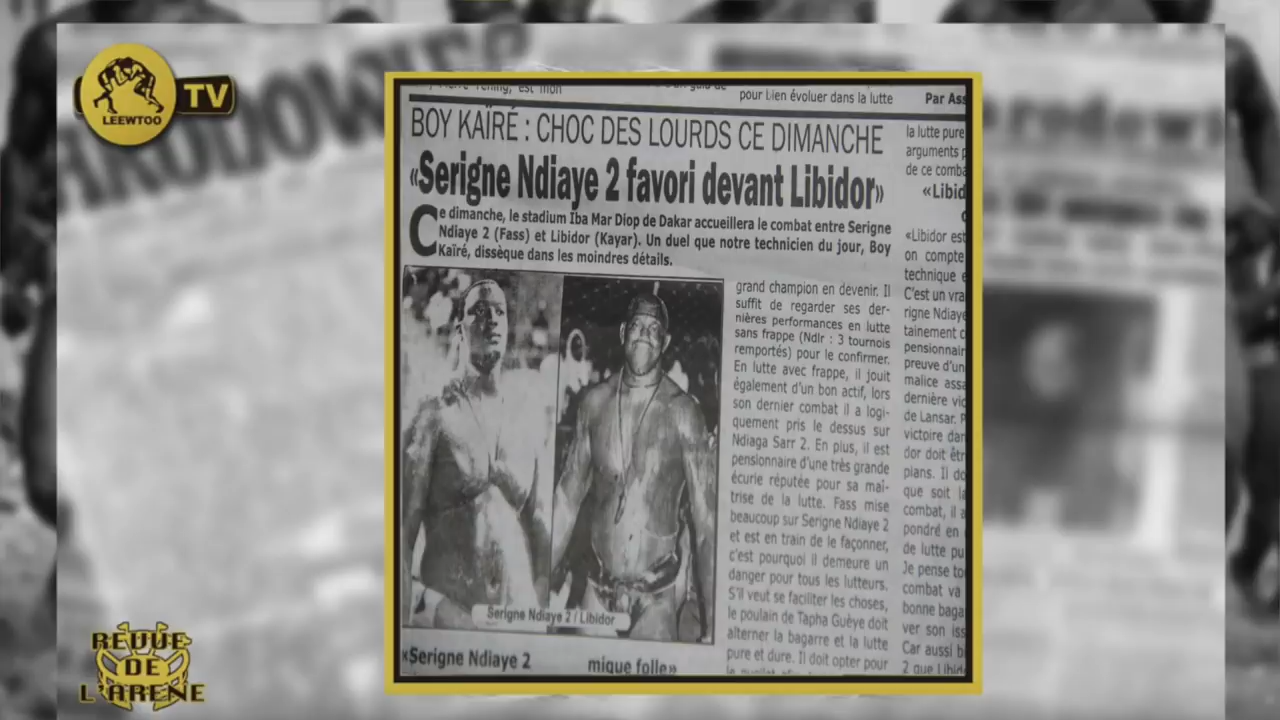 LEEWTOO
TV
pour bien évoluer dans la lutte
Par Ass
BOY KAÏRÉ : CHOC DES LOURDS CE DIMANCHE
«Serigne Ndiaye 2 favori devant Libidor»
Ce dimanche, le stadium Iba Mar Diop de Dakar accueillera le combat entre Serigne
Ndiaye 2 (Fass) et Libidor (Kayar). Un duel que notre technicien du jour, Boy
Kaïré, dissèque dans les moindres détails.
Serigne Ndiaye 2 / Libidor
«Serigne Ndiaye 2
mique folle»
grand champion en devenir. Il
suffit de regarder ses der-
nières performances en lutte
sans frappe (Ndlr : 3 tournois
remportés) pour le confirmer.
En lutte avec frappe, il jouit
également d'un bon actif, lors
son dernier combat il a logi-
quement pris le dessus sur
Ndiaga Sarr 2. En plus, il est
pensionnaire d'une très grande
écurie réputée pour sa maî-
trise de la lutte. Fass mise
beaucoup sur Serigne Ndiaye 2
et est en train de le façonner,
c'est pourquoi il demeure un
danger pour tous les lutteurs.
S'il veut se faciliter les choses,
le poulain de Tapha Guèye doit
alterner la bagarre et la lutte
pure et dure. Il doit opter pour
la lutte pure
arguments p
de ce comba
«Libid
«Libidor est
on compte
technique e
C'est un vra
rigne Ndiaye
tainement c
pensionnair
preuve d'un
malice assa
dernière vic
de Lansar. P
victoire dan
dor doit êtr
plans. Il do
que soit la
combat, il a
pondré en
de lutte pu
Je pense to
combat va
bonne baga
ver son iss
Car aussi bi
2 que Libid
REVUE
DE
L'ARENE